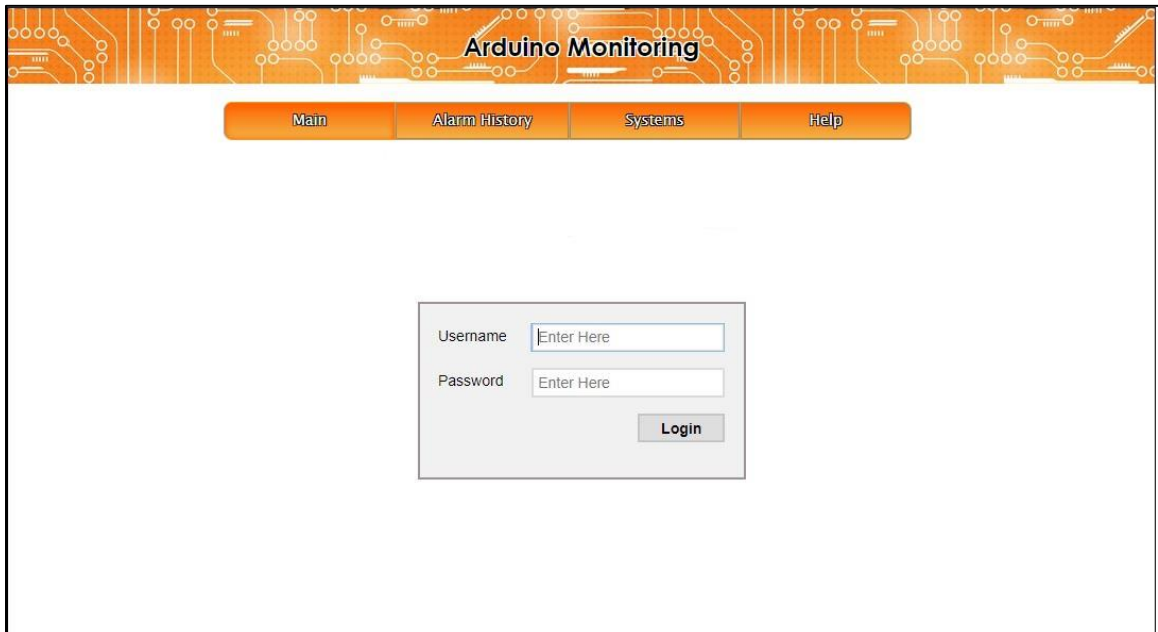 Arduino Monitoring
Main Alarm History Systems Help
Username Enter Here
Password Enter Here
Login